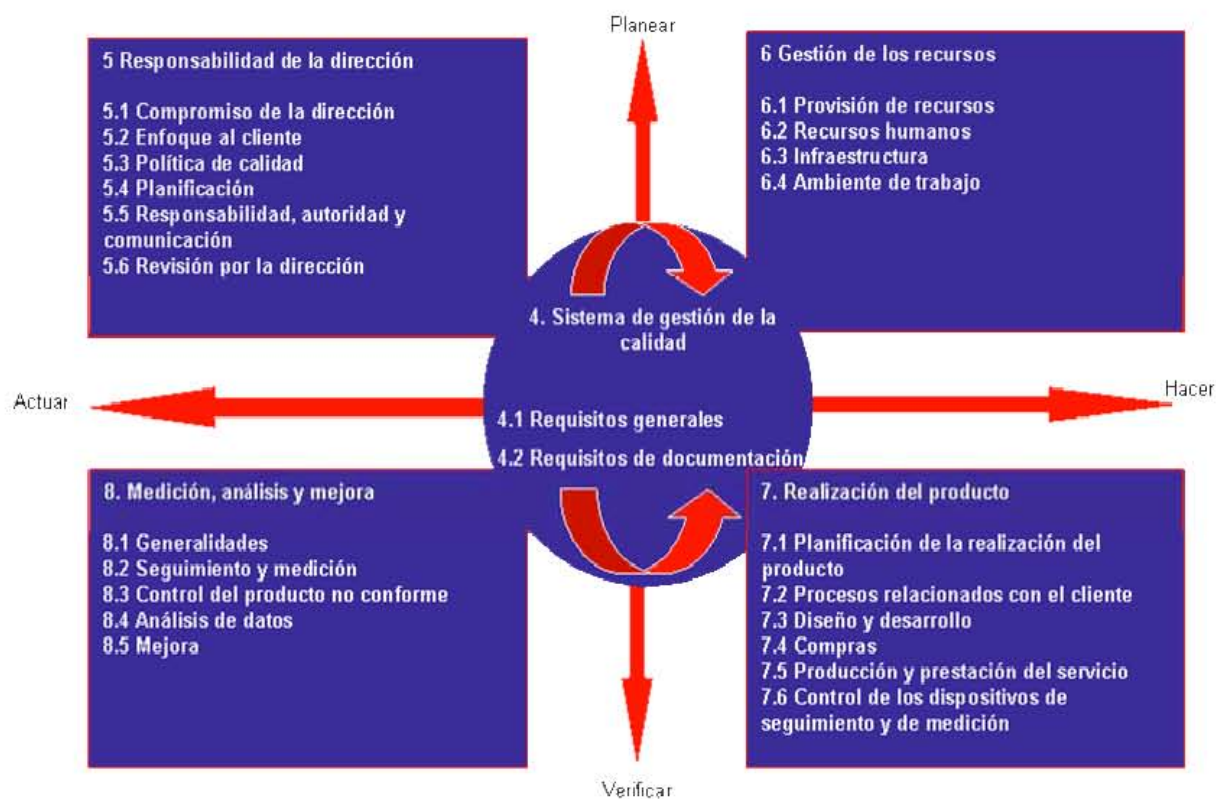 Planear
5 Responsabilidad de la dirección
5.1 Compromiso de la dirección
5.2 Enfoque al cliente
5.3 Política de calidad
5.4 Planificación
5.5 Responsabilidad, autoridad y
comunicación
5.6 Revisión por la dirección
6 Gestión de los recursos
6.1 Provisión de recursos
6.2 Recursos humanos
6.3 Infraestructura
6.4 Ambiente de trabajo
4. Sistema de gestión de la
calidad
4.1 Requisitos generales
4.2 Requisitos de documentación
Actuar
Hacer
8. Medición, análisis y mejora
8.1 Generalidades
8.2 Seguimiento y medición
8.3 Control del producto no conforme
8.4 Análisis de datos
8.5 Mejora
7. Realización del producto
7.1 Planificación de la realización del
producto
7.2 Procesos relacionados con el cliente
7.3 Diseño y desarrollo
7.4 Compras
7.5 Producción y prestación del servicio
7.6 Control de los dispositivos de
seguimiento y de medición
Verificar